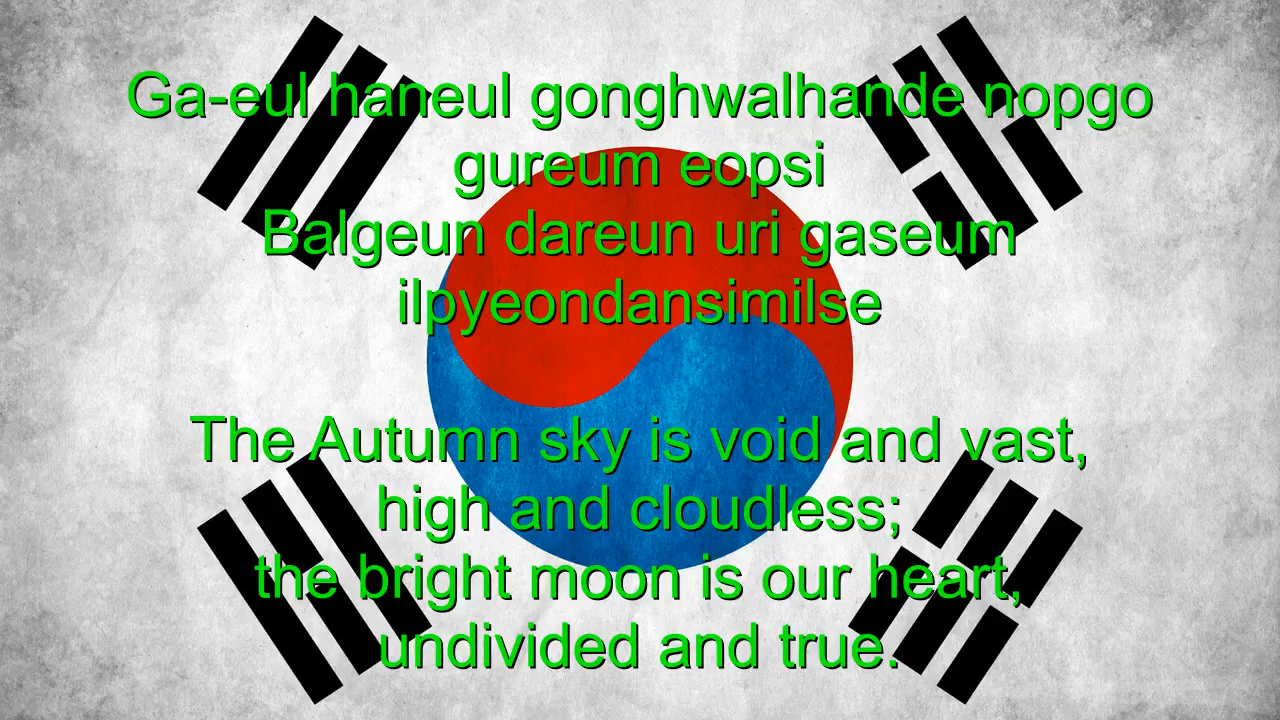 Ga-eul haneul gonghwalhande nopgo
gureum eopsi
Balgeun dareun uri gaseum
ilpyeondansimilse
The Autumn sky is void and vast,
high and cloudless;
the bright moon is our heart,
undivided and true.